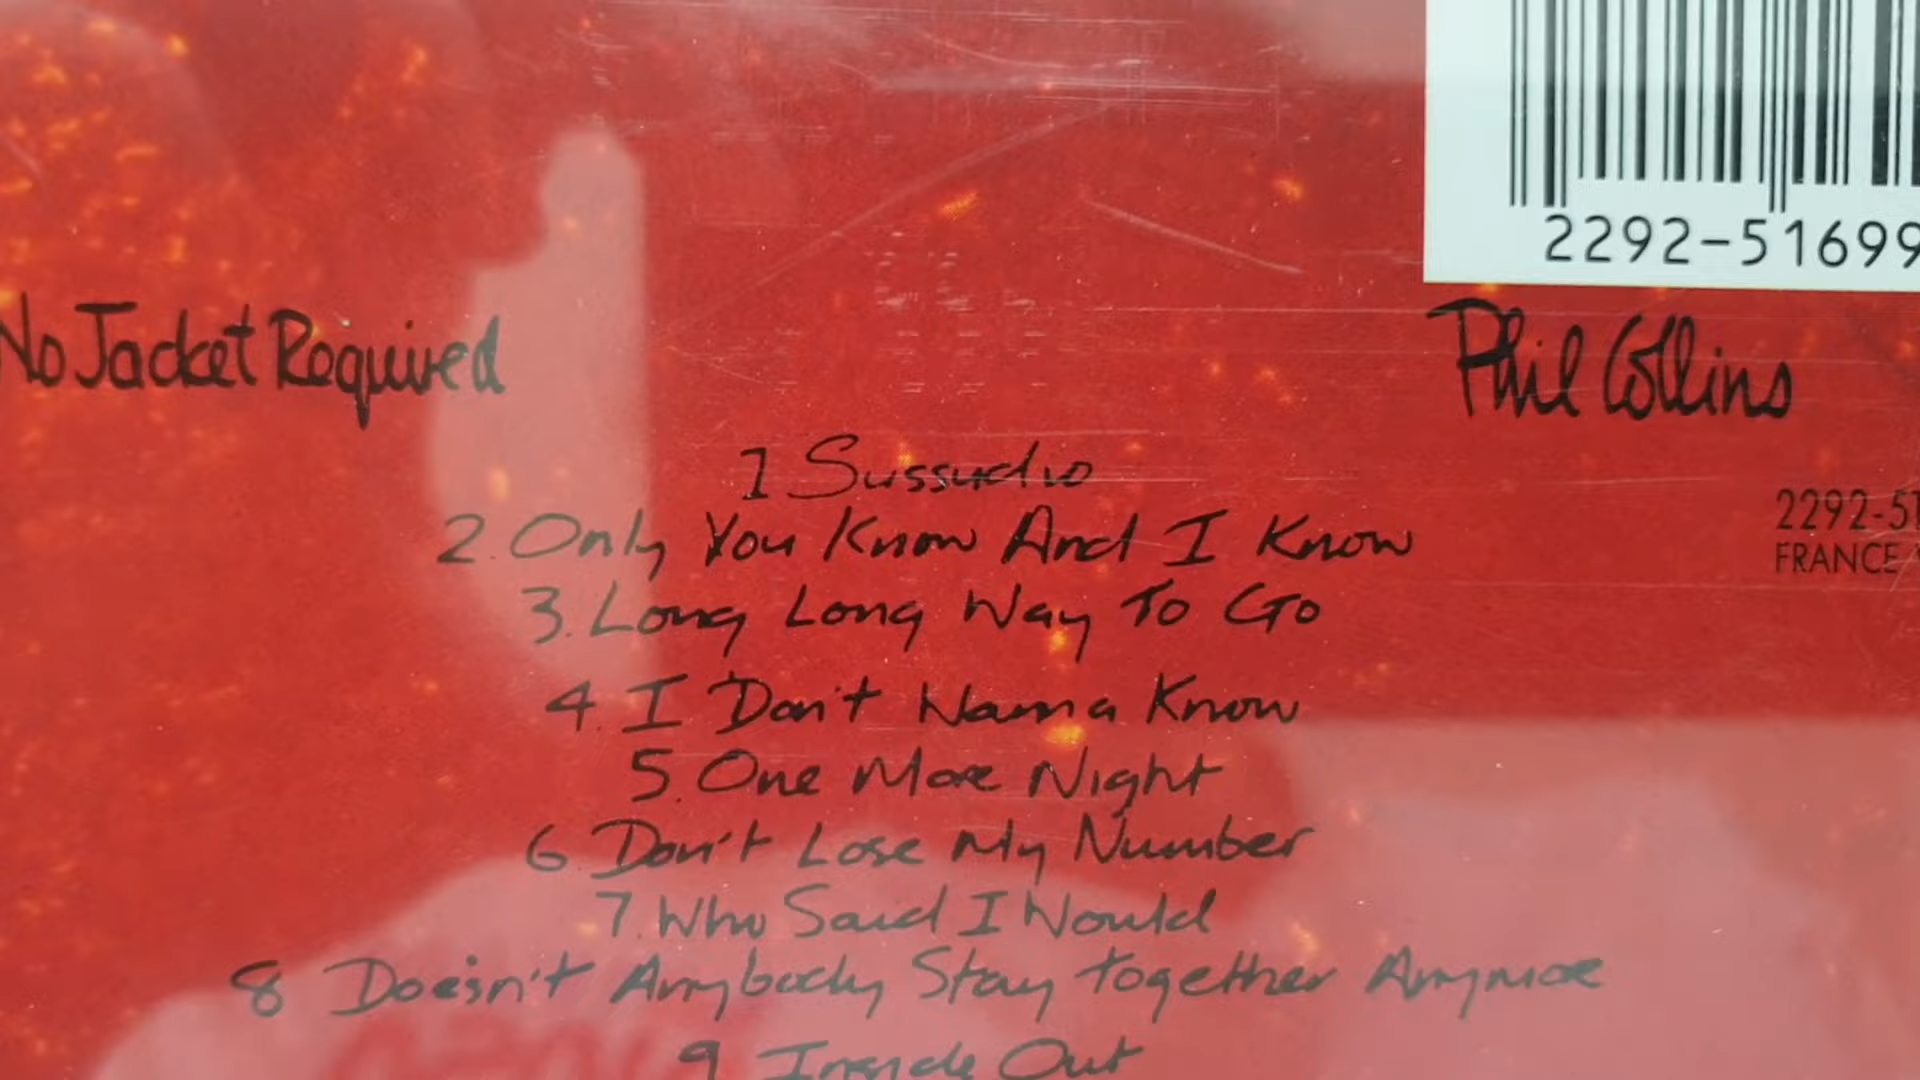 2292-51699
No Jacket Required
Phil Collins
1 Sussudio
2. Only You Know And I Know
3. Long Long Way To Go
4. I Don't Wanna Know
5. One More Night
6 Don't Lose My Number
7. Who Said I Would
8 Doesn't Anybody Stay Together Anymore
9 Inside Out
2292-51
FRANCE